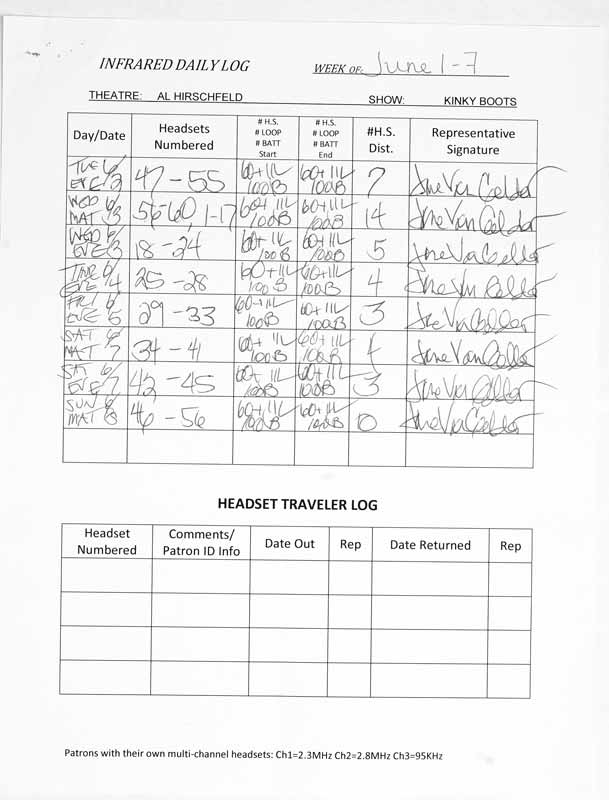 INFRARED DAILY LOG
WEEK OF: June 1-7
THEATRE: AL HIRSCHFELD SHOW: KINKY BOOTS
Day/Date Headsets Numbered # H.S. # LOOP # BATT Start # H.S. # LOOP # BATT End #H.S. Dist. Representative Signature
TUE 6/ EVE 3 47-55 60+ 11L 100B 60+ 11L 100B 7 Jane Van Gelder
WED 6/ MAT 3 56-60, 1-17 60+ 11L 100B 60+ 11L 100B 14 Jane Van Gelder
WED 6/ EVE 3 18-24 60+ 11L 100B 60+ 11L 100B 5 Jane Van Gelder
THUR 6/ EVE 4 25-28 60+ 11L 100B 60+ 11L 100B 4 Jane Van Gelder
FRI 6/ EVE 5 29-33 60+11L 100B 60+ 11L 100B 3 Jane Van Gelder
SAT 6/ MAT 7 34-41 60+ 11L 100B 60+ 11L 100B Jane Van Gelder
SAT 6/ EVE 7 42-45 60+ 11L 100B 60+ 11L 100B 3 Jane Van Gelder
SUN 6/ MAT 8 46-56 60+ 11L 100B 60+ 11L 100B 0 Jane Van Gelder
HEADSET TRAVELER LOG
Headset Numbered Comments/ Patron ID Info Date Out Rep Date Returned Rep
Patrons with their own multi-channel headsets: Ch1=2.3MHz Ch2=2.8MHz Ch3=95KHz